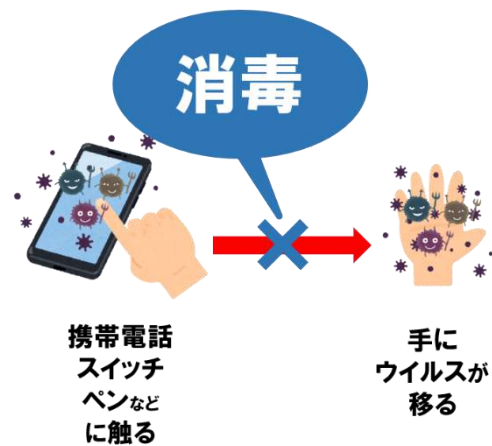 消毒
携帯電話
スイッチ
ペンなど
に触る
手に
ウイルスが
移る